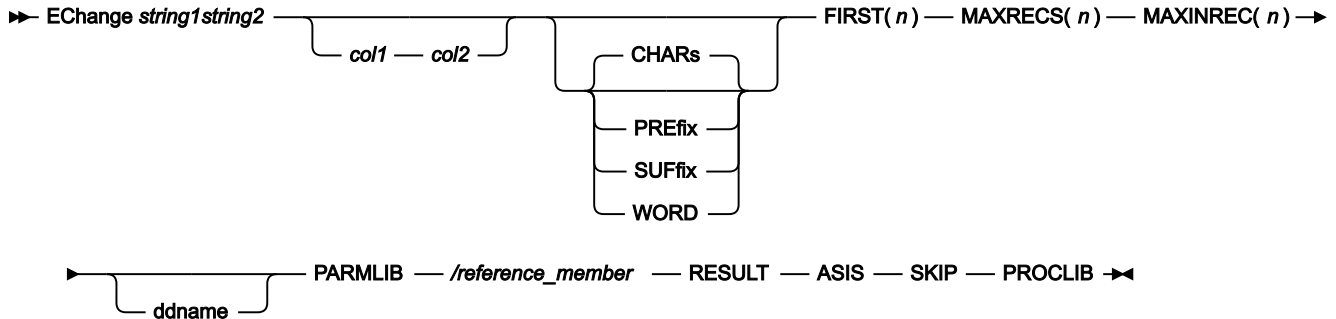 EChange string1string2 FIRST( n ) MAXRECS( n ) MAXINREC( n )
col1 col2
CHARs
PREfix
SUFfix
WORD
PARMLIB /reference_member RESULT ASIS SKIP PROCLIB
ddname